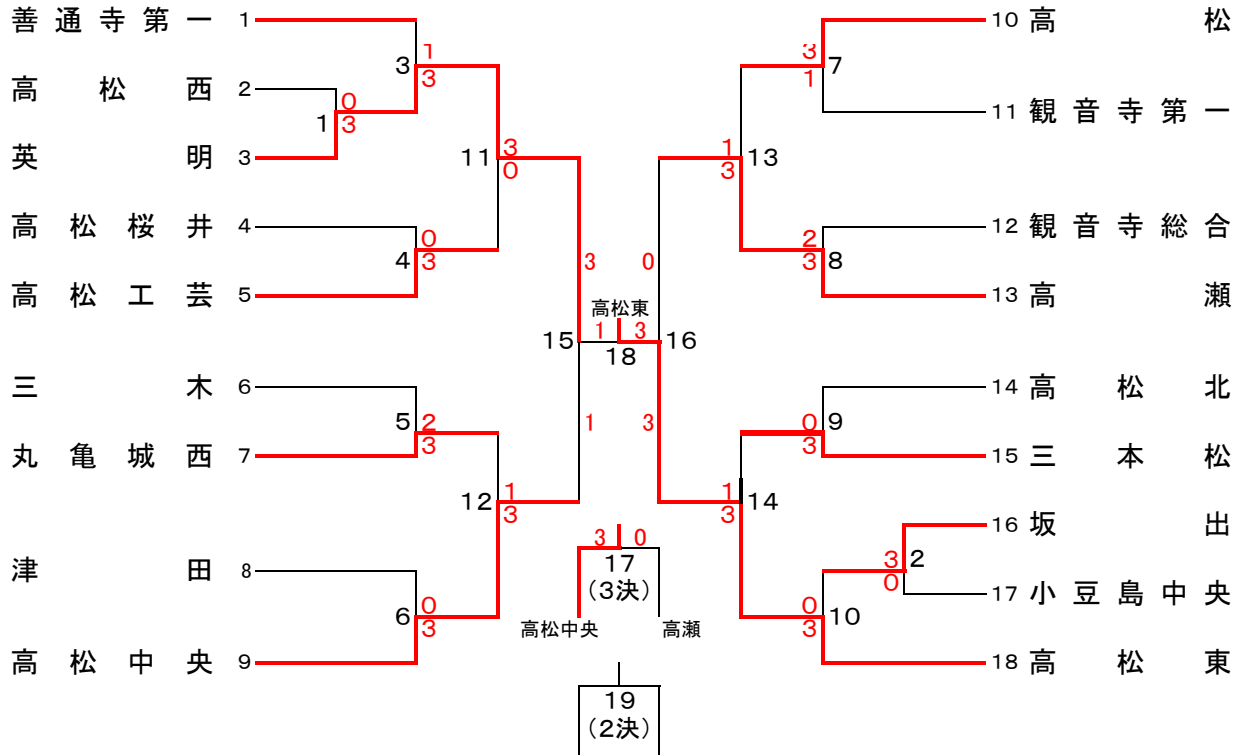 善通寺第一 1
高松西 2
英明 3
高松桜井 4
高松工芸 5
三木 6
丸亀城西 7
津田 8
高松中央 9
1
3
3
0
3
1
0
3
4
2
3
5
0
3
6
3
0
11
1
3
12
3
1
15
高松東
1 3
18
0
3
16
3 0
17
(3決)
高松中央
高瀬
19
(2決)
1
3
13
1
3
14
3
1
7
2
3
8
0
3
9
3
0
2
0
3
10
10 高松
11 観音寺第一
12 観音寺総合
13 高瀬
14 高松北
15 三本松
16 坂出
17 小豆島中央
18 高松東